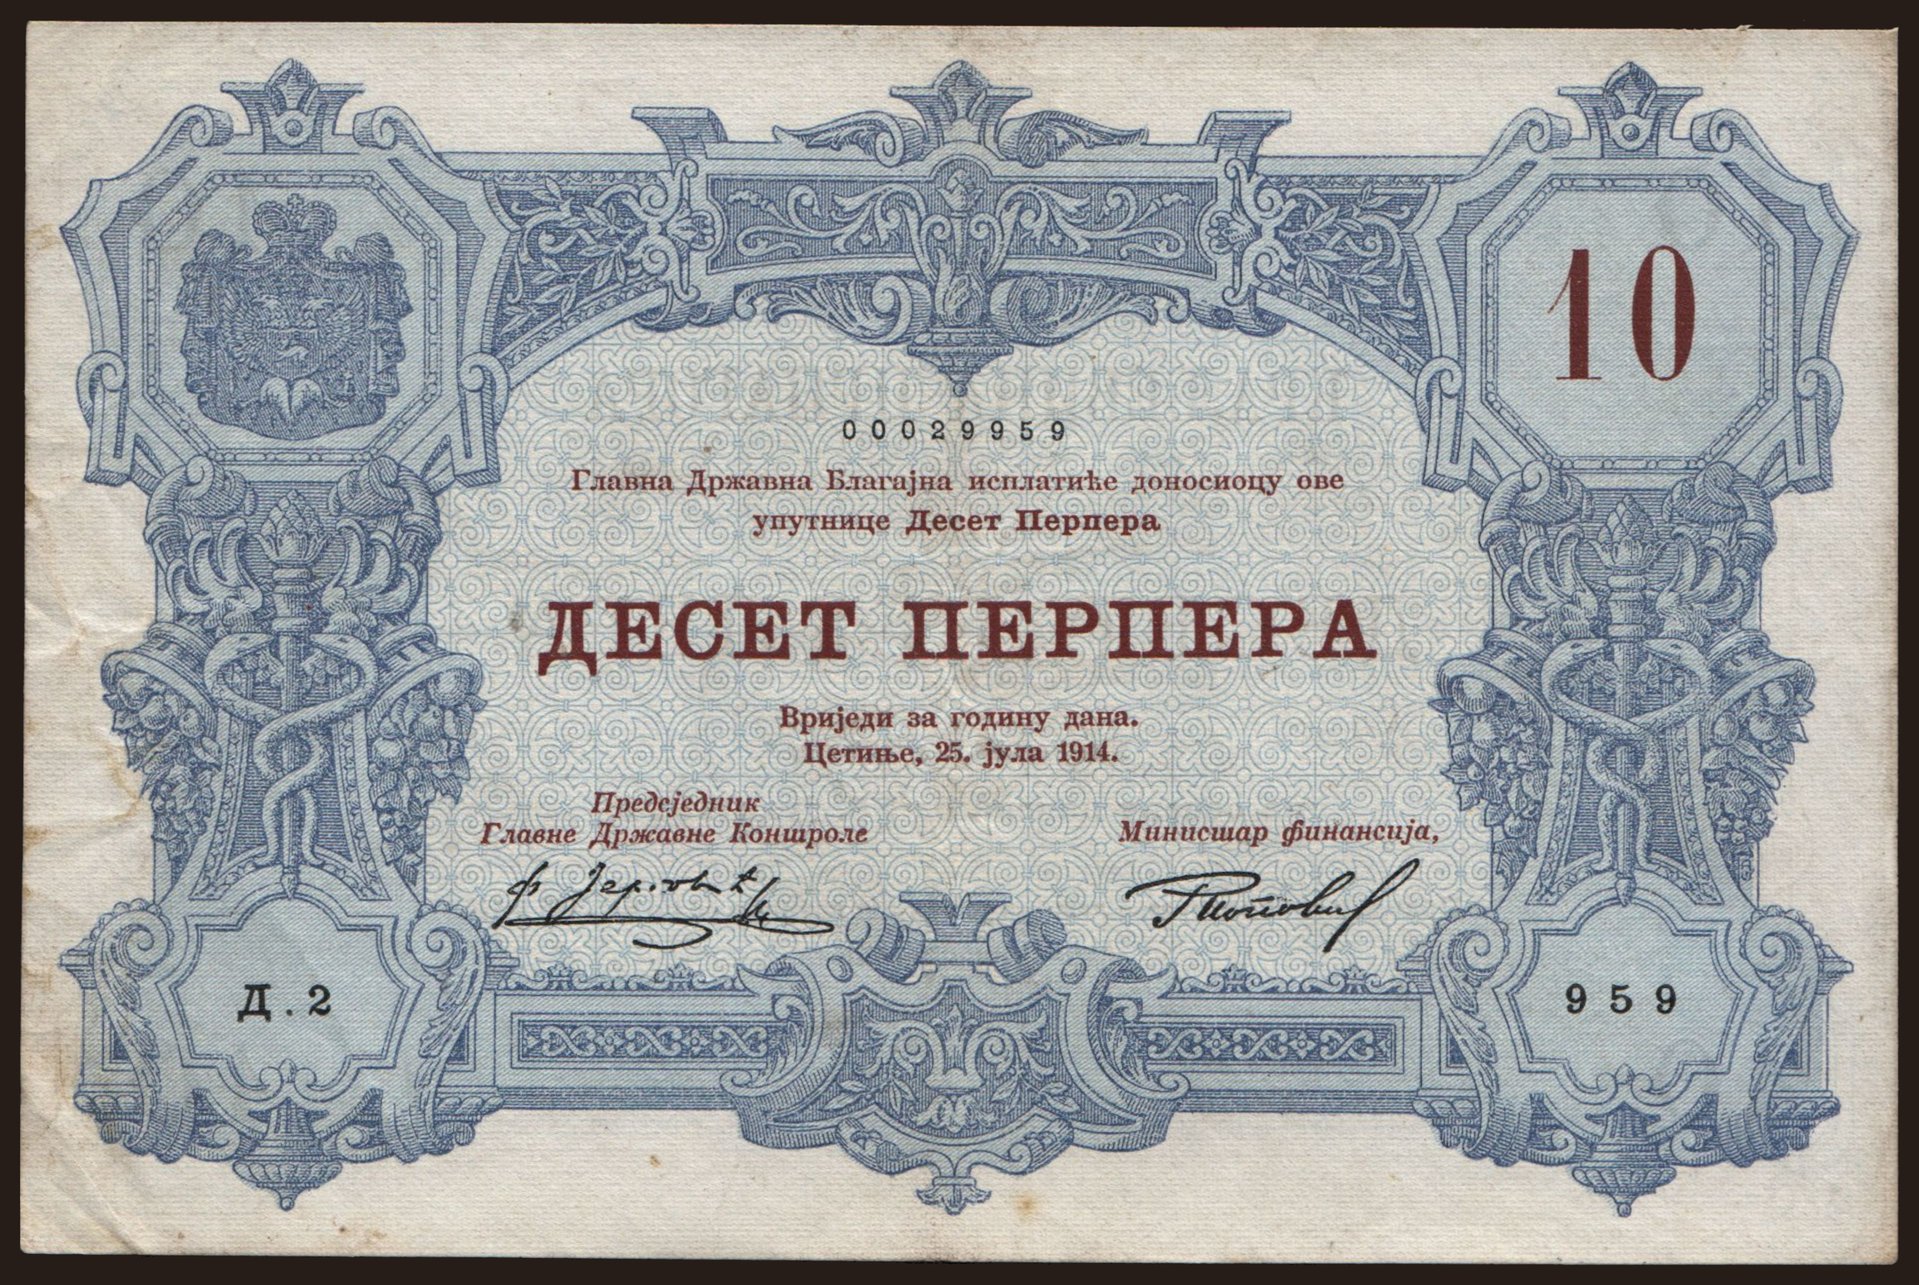 10
00029959
Главна Државна Благајна исплатиће доносиоцу ове
упутнице Десет Перпера
ДЕСЕТ ПЕРПЕРА
Вриједи за годину дана.
Цетиње, 25. јула 1914.
Предсједник
Главне Државне Контроле
Министар финансија,
Д.2
959